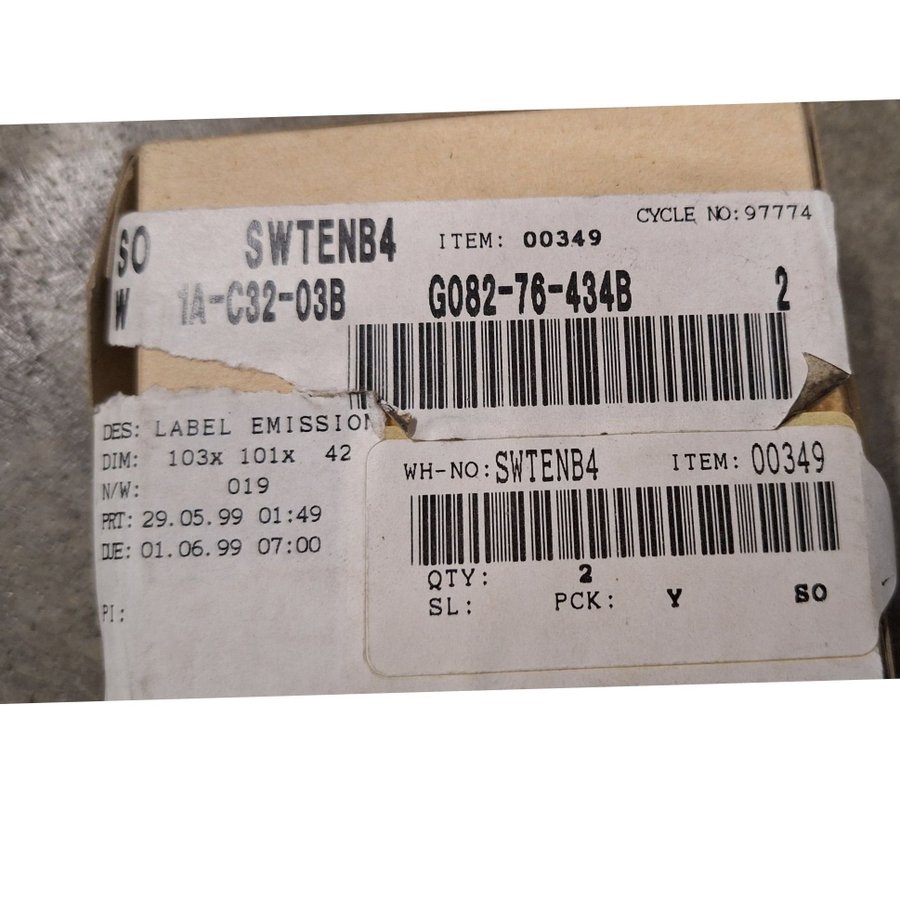 CYCLE NO:97774
SO SWTENB4 ITEM: 00349
W 1A-C32-03B G082-76-434B 2
DES: LABEL EMISSION
DIM: 103x 101x 42
N/W: 019
PRT: 29.05.99 01:49
DUE: 01.06.99 07:00
PI:
WH-NO:SWTENB4 ITEM: 00349
QTY: 2
SL: PCK: Y SO